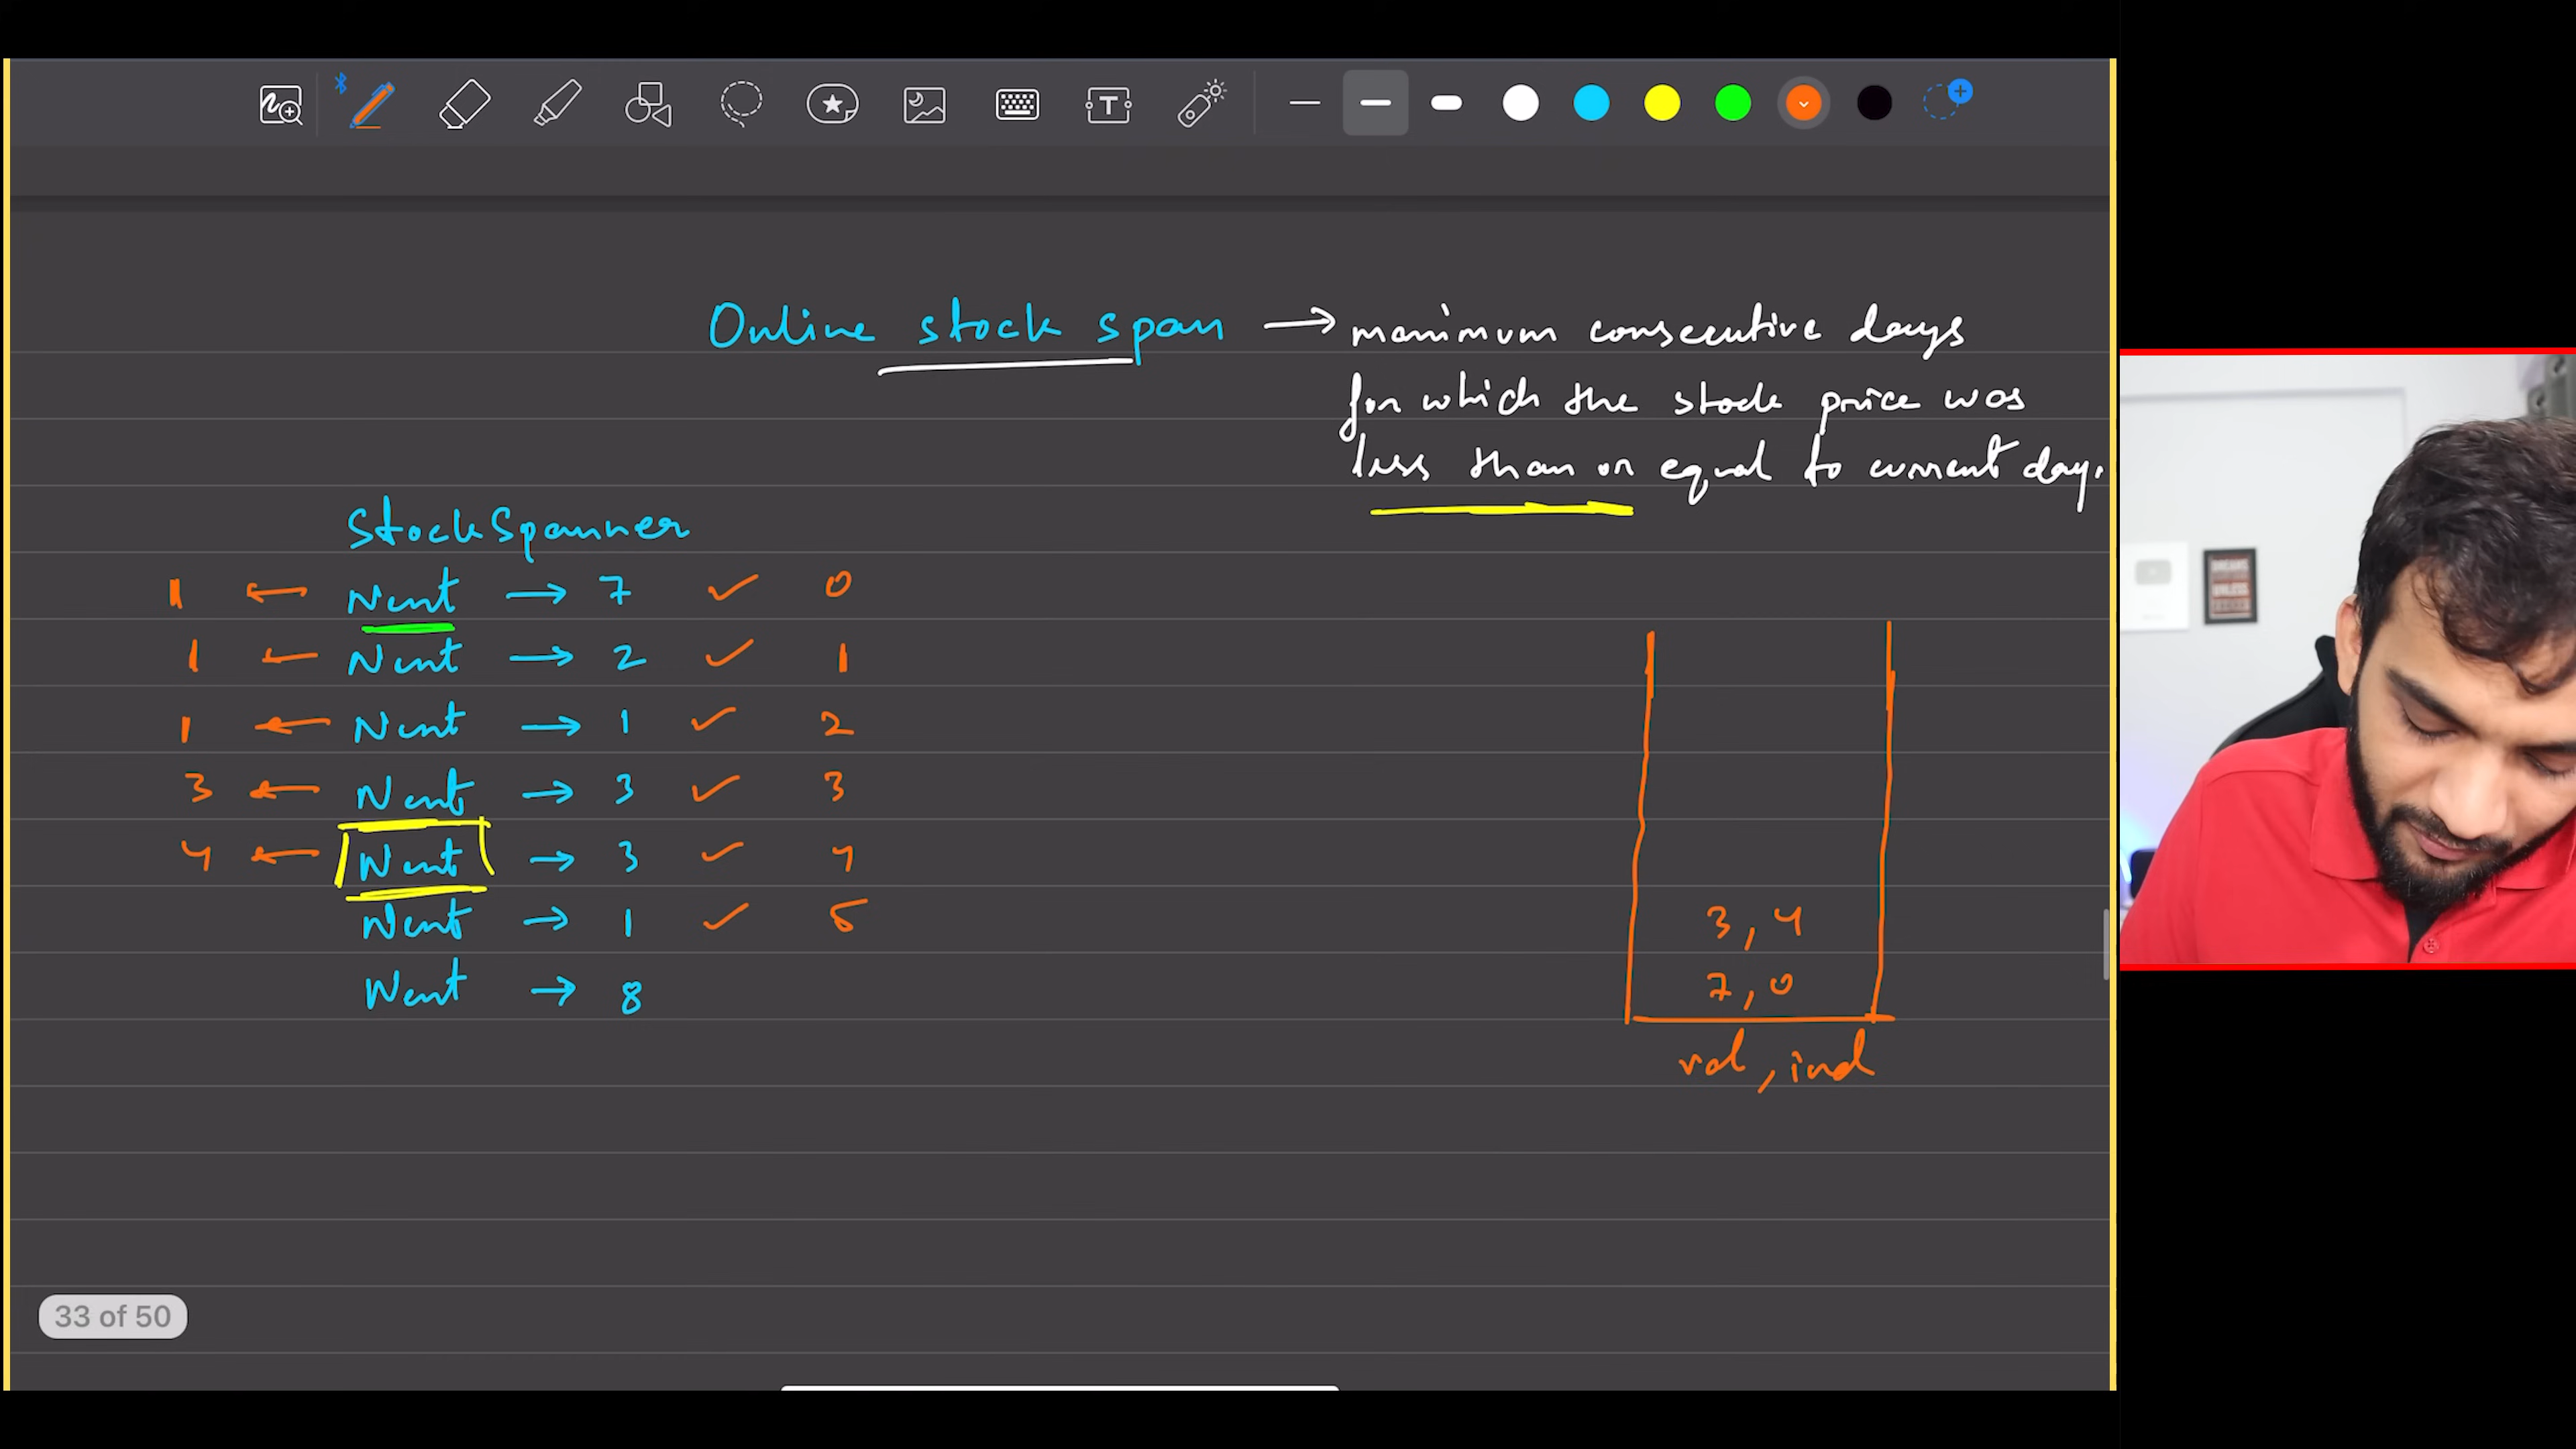 Online stock span → maximum consecutive days
for which the stock price was
less than or equal to current day.
StockSpanner
1 ← Next → 7 ✓ 0
1 ← Next → 2 ✓ 1
1 ← Next → 1 ✓ 2
3 ← Next → 3 ✓ 3
4 ← Next → 3 ✓ 4
Next → 1 ✓ 5
Next → 8
3, 4
7, 0
val, ind
33 of 50